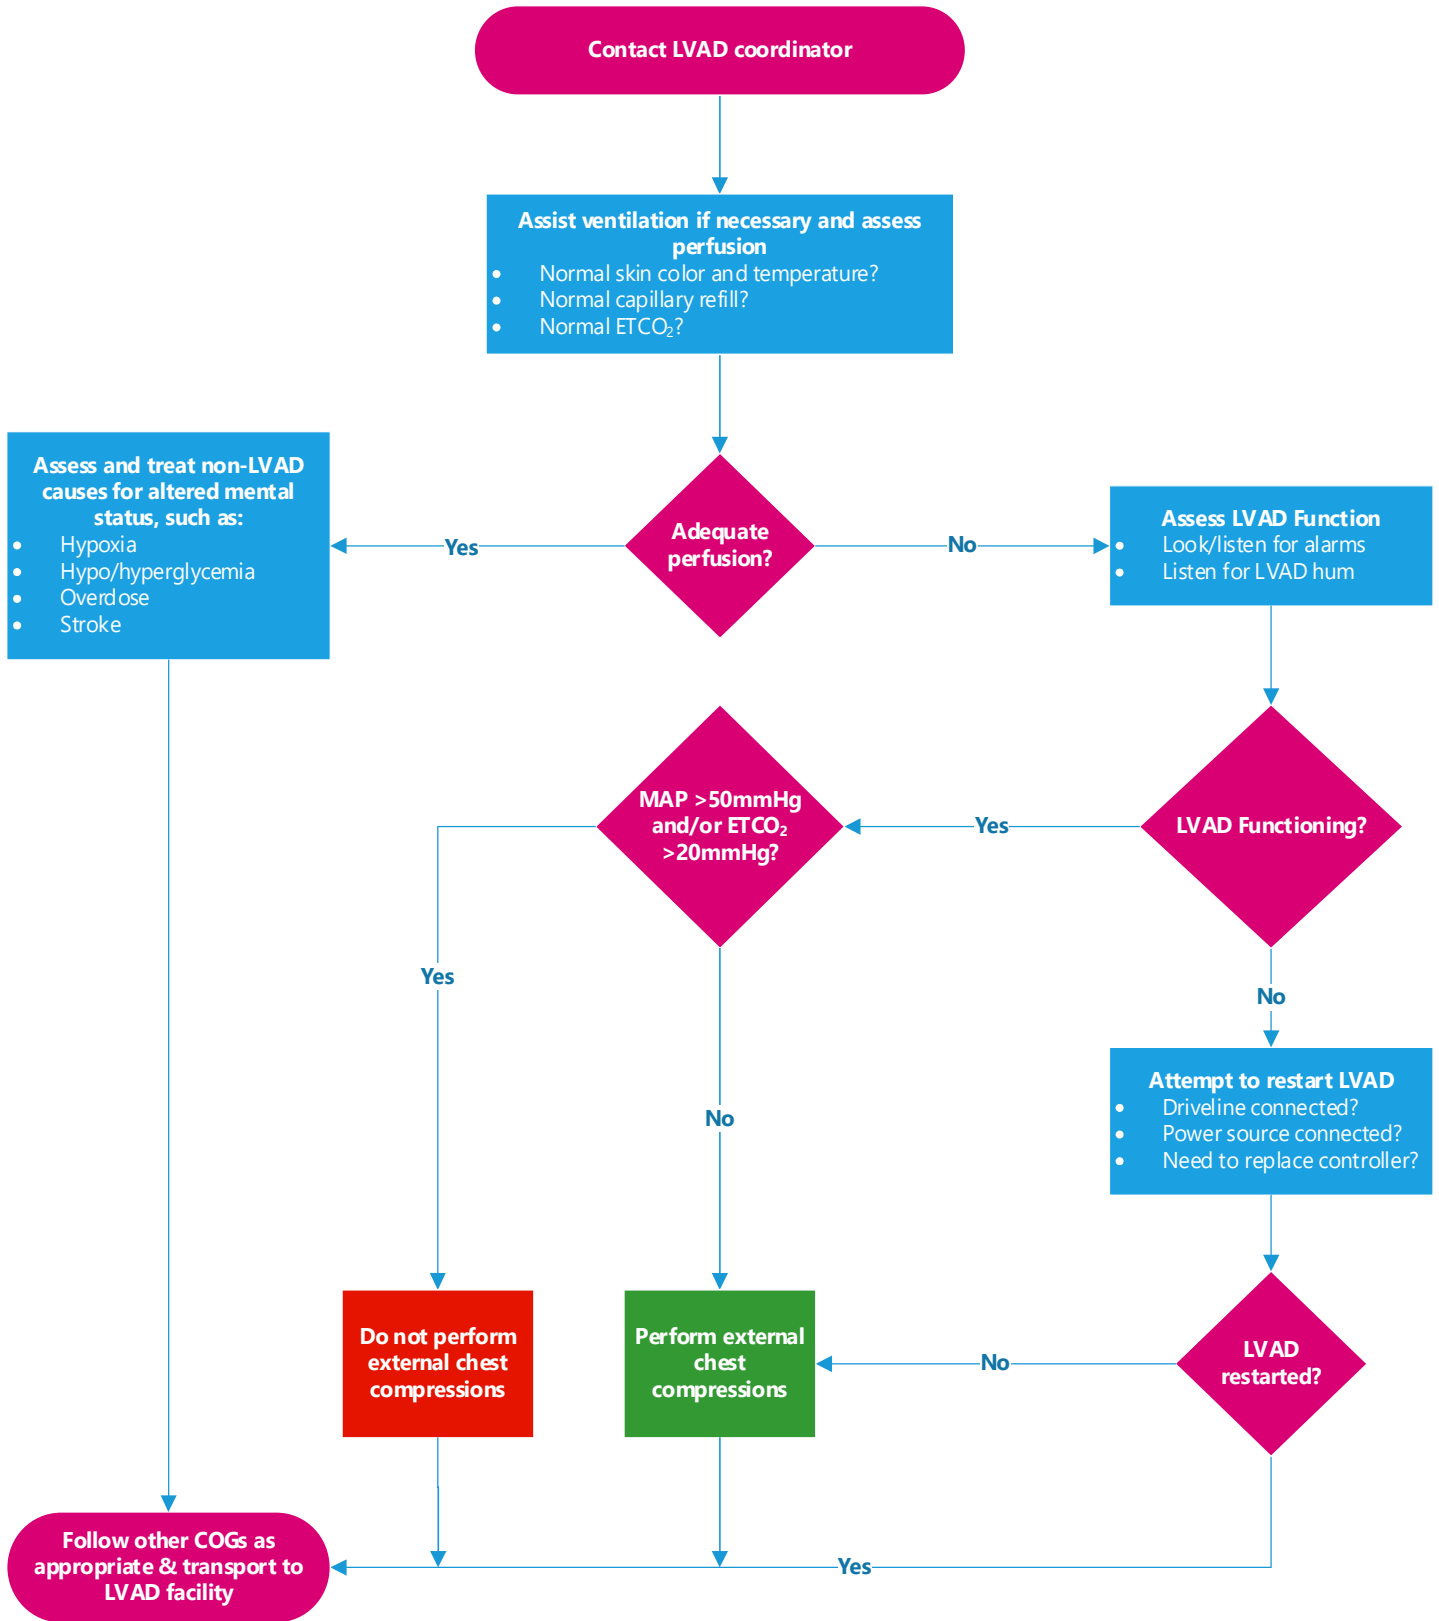 Contact LVAD coordinator
Assist ventilation if necessary and assess
perfusion
• Normal skin color and temperature?
• Normal capillary refill?
• Normal ETCO₂?
Assess and treat non-LVAD
causes for altered mental
status, such as:
• Hypoxia
• Hypo/hyperglycemia
• Overdose
• Stroke
Yes
Adequate
perfusion?
No
Assess LVAD Function
• Look/listen for alarms
• Listen for LVAD hum
MAP >50mmHg
and/or ETCO₂
>20mmHg?
Yes
LVAD Functioning?
Yes
No
No
Attempt to restart LVAD
• Driveline connected?
• Power source connected?
• Need to replace controller?
Do not perform
external chest
compressions
Perform external
chest
compressions
No
LVAD
restarted?
Follow other COGs as
appropriate & transport to
LVAD facility
Yes